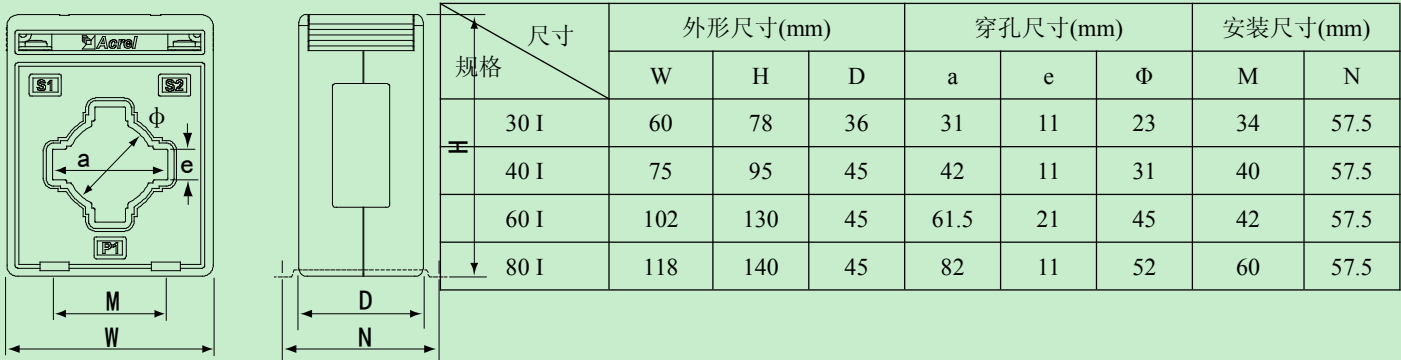 Acrel
S1 S2
Φ
a
e
P1
M
W
H
D
N
尺寸 规格 外形尺寸(mm) 穿孔尺寸(mm) 安装尺寸(mm)
W H D a e Φ M N
30 I 60 78 36 31 11 23 34 57.5
40 I 75 95 45 42 11 31 40 57.5
60 I 102 130 45 61.5 21 45 42 57.5
80 I 118 140 45 82 11 52 60 57.5